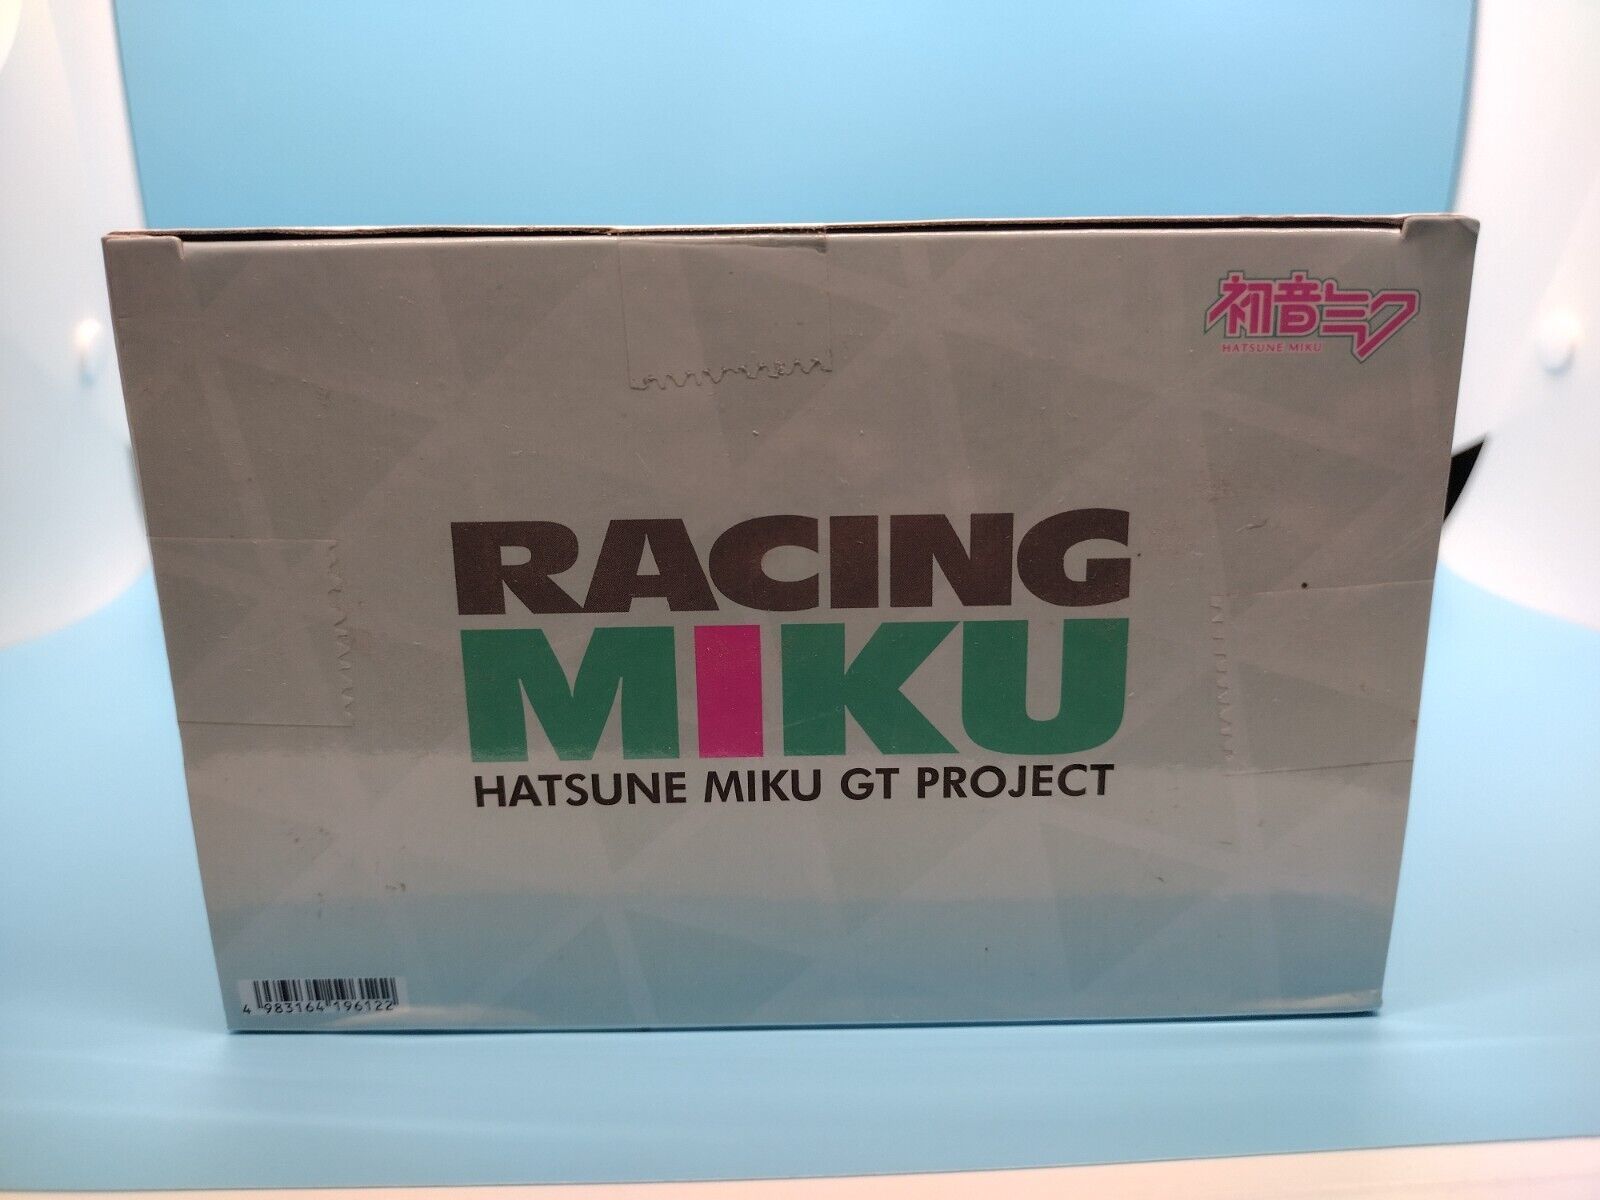 初音ミク
HATSUNE MIKU
RACING
MIKU
HATSUNE MIKU GT PROJECT
4 983164 196122